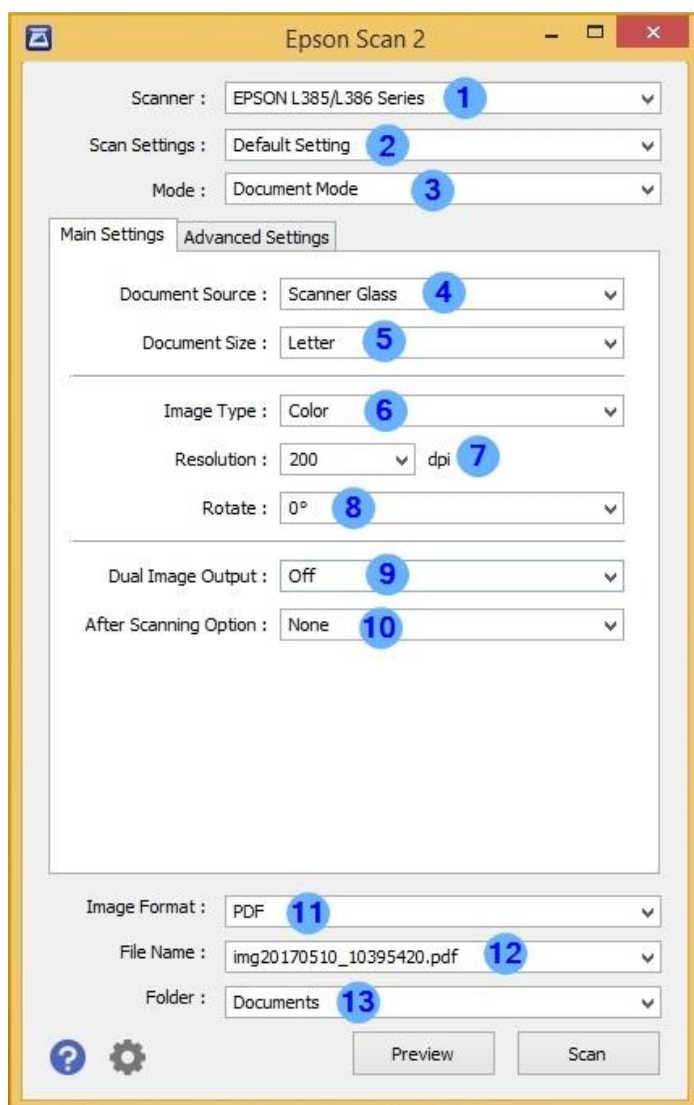 Epson Scan 2
Scanner : EPSON L385/L386 Series 1
Scan Settings : Default Setting 2
Mode : Document Mode 3
Main Settings Advanced Settings
Document Source : Scanner Glass 4
Document Size : Letter 5
Image Type : Color 6
Resolution : 200 dpi 7
Rotate : 0° 8
Dual Image Output : Off 9
After Scanning Option : None 10
Image Format : PDF 11
File Name : img20170510_10395420.pdf 12
Folder : Documents 13
? Preview Scan